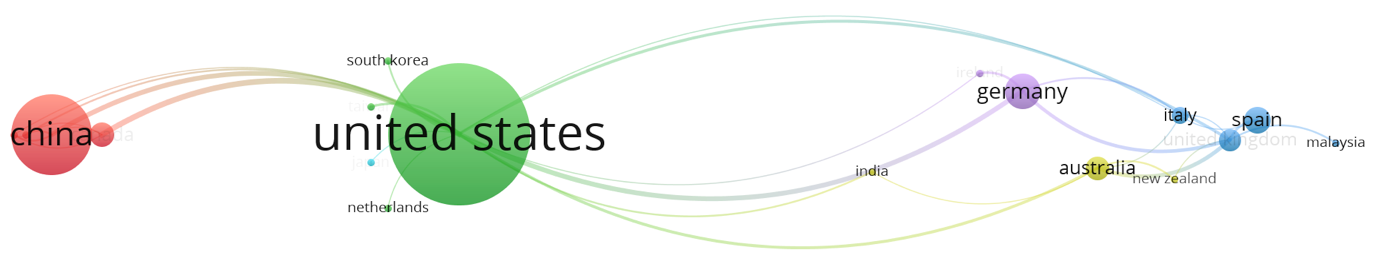 south korea
ireland
germany
italy
spain
china
united states
united kingdom
malaysia
india
australia
new zealand
netherlands